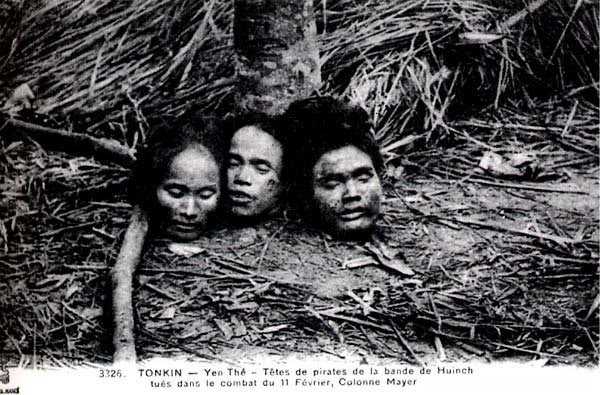 3326. TONKIN — Yen Thé - Têtes de pirates de la bande de Huinch
tués dans le combat du 11 Février, Colonne Mayer